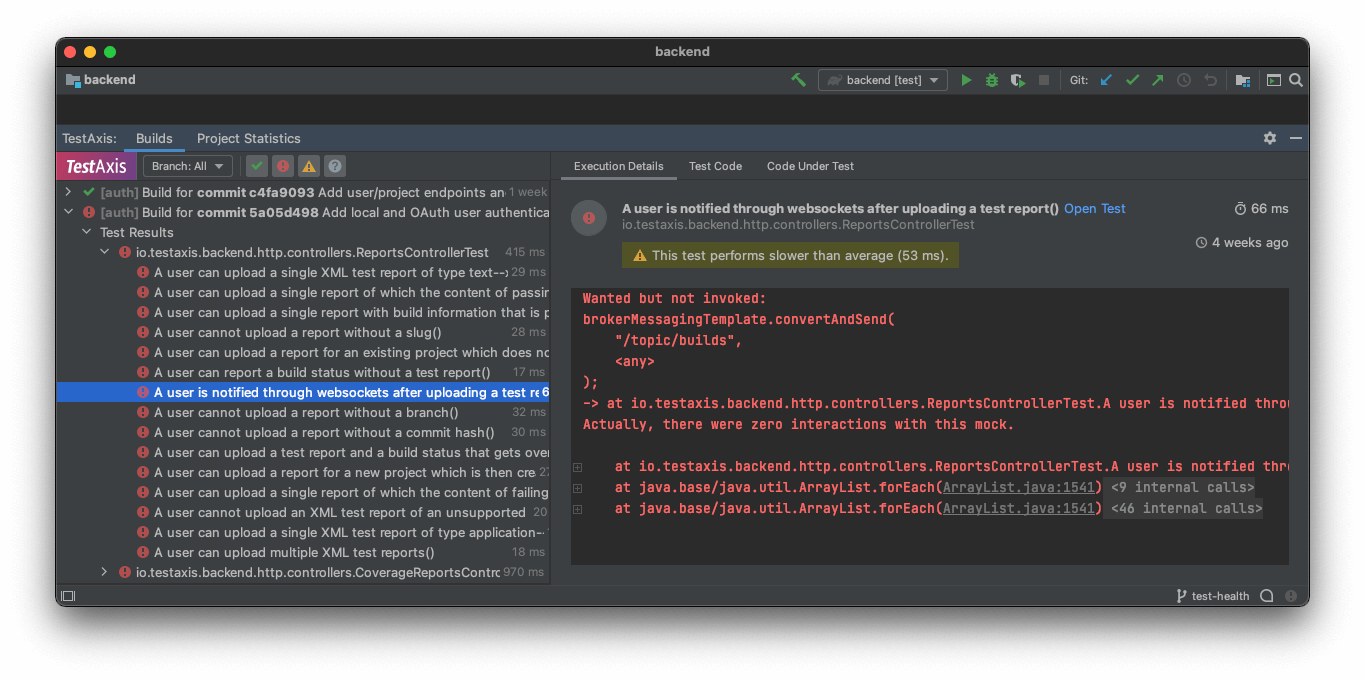 backend
backend
backend [test]
Git:
TestAxis:
Builds
Project Statistics
TestAxis
Branch: All
[auth] Build for commit c4fa9093 Add user/project endpoints an
1 week
[auth] Build for commit 5a05d498 Add local and OAuth user authentica
Test Results
io.testaxis.backend.http.controllers.ReportsControllerTest 415 ms
A user can upload a single XML test report of type text-- 29 ms
A user can upload a single report of which the content of passin
A user can upload a single report with build information that is p
A user cannot upload a report without a slug() 28 ms
A user can upload a report for an existing project which does no
A user can report a build status without a test report() 17 ms
A user is notified through websockets after uploading a test re 6
A user cannot upload a report without a branch() 32 ms
A user cannot upload a report without a commit hash() 30 ms
A user can upload a test report and a build status that gets over
A user can upload a report for a new project which is then cre 27
A user can upload a single report of which the content of failing
A user cannot upload an XML test report of an unsupported 20
A user can upload a single XML test report of type application-
A user can upload multiple XML test reports() 18 ms
io.testaxis.backend.http.controllers.CoverageReportsContro 970 ms
Execution Details
Test Code
Code Under Test
A user is notified through websockets after uploading a test report() Open Test
66 ms
io.testaxis.backend.http.controllers.ReportsControllerTest
4 weeks ago
This test performs slower than average (53 ms).
Wanted but not invoked:
brokerMessagingTemplate.convertAndSend(
"/topic/builds",
<any>
);
-> at io.testaxis.backend.http.controllers.ReportsControllerTest.A user is notified throu
Actually, there were zero interactions with this mock.
at io.testaxis.backend.http.controllers.ReportsControllerTest.A user is notified thro
at java.base/java.util.ArrayList.forEach(ArrayList.java:1541) <9 internal calls>
at java.base/java.util.ArrayList.forEach(ArrayList.java:1541) <46 internal calls>
test-health